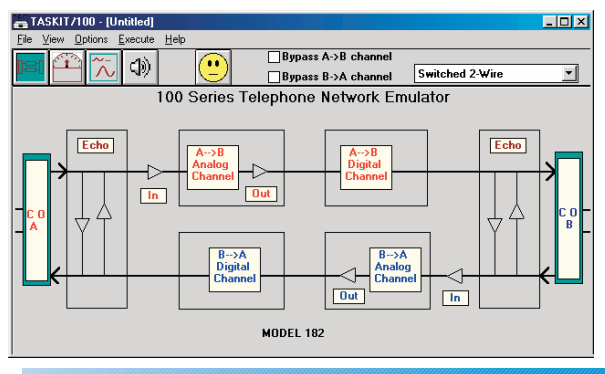 TASKIT/100 - [Untitled]
File View Options Execute Help
Bypass A->B channel
Bypass B->A channel
Switched 2-Wire
100 Series Telephone Network Emulator
Echo
A-->B
Analog
Channel
In
Out
A-->B
Digital
Channel
Echo
C O
A
C O
B
B-->A
Digital
Channel
B-->A
Analog
Channel
Out
In
MODEL 182